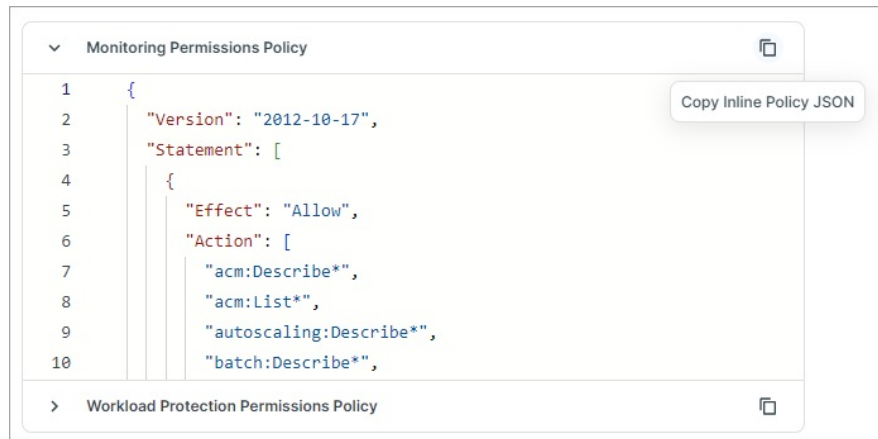 Monitoring Permissions Policy
Copy Inline Policy JSON
1 {
2 "Version": "2012-10-17",
3 "Statement": [
4 {
5 "Effect": "Allow",
6 "Action": [
7 "acm:Describe*",
8 "acm:List*",
9 "autoscaling:Describe*",
10 "batch:Describe*",
Workload Protection Permissions Policy